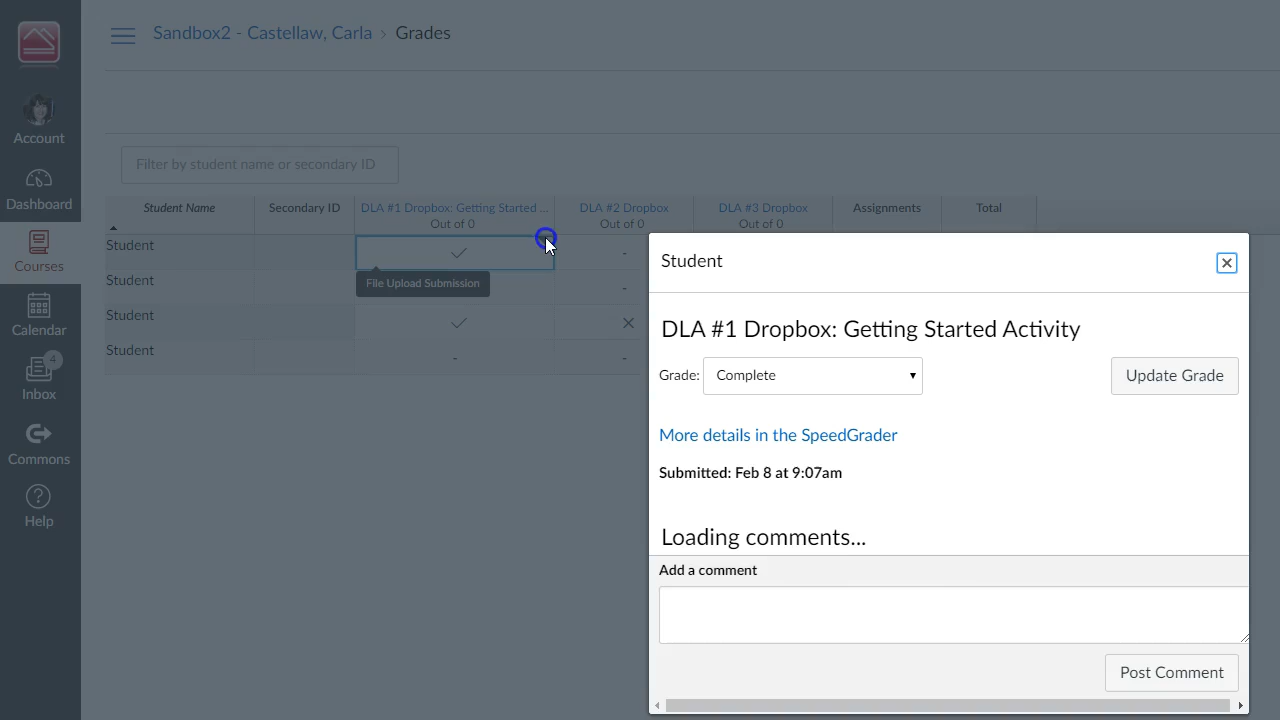 Sandbox2 - Castellaw, Carla › Grades
Account
Dashboard
Courses
Calendar
4
Inbox
Commons
Help
Filter by student name or secondary ID
Student Name
Secondary ID
DLA #1 Dropbox: Getting Started ...
Out of 0
DLA #2 Dropbox
Out of 0
DLA #3 Dropbox
Out of 0
Assignments
Total
Student
-
File Upload Submission
Student
-
Student
Student
-
-
Student
DLA #1 Dropbox: Getting Started Activity
Grade: Complete
Update Grade
More details in the SpeedGrader
Submitted: Feb 8 at 9:07am
Loading comments...
Add a comment
Post Comment